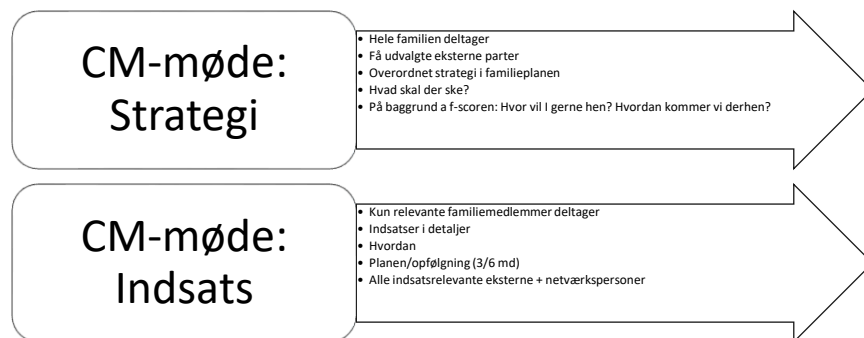 CM-møde:
Strategi
• Hele familien deltager
• Få udvalgte eksterne parter
• Overordnet strategi i familieplanen
• Hvad skal der ske?
• På baggrund a f-scoren: Hvor vil I gerne hen? Hvordan kommer vi derhen?
CM-møde:
Indsats
• Kun relevante familiemedlemmer deltager
• Indsatser i detaljer
• Hvordan
• Planen/opfølgning (3/6 md)
• Alle indsatsrelevante eksterne + netværkspersoner